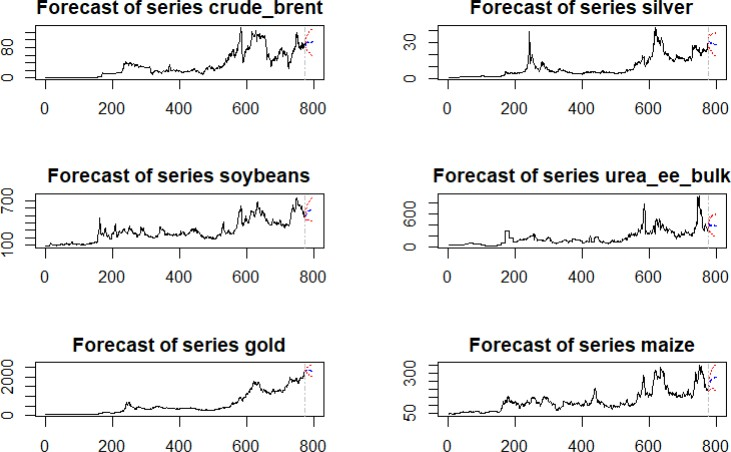 Forecast of series crude_brent
80
0
0 200 400 600 800
Forecast of series silver
30
0
0 200 400 600 800
Forecast of series soybeans
700
100
0 200 400 600 800
Forecast of series urea_ee_bulk
600
0
0 200 400 600 800
Forecast of series gold
2000
0
0 200 400 600 800
Forecast of series maize
300
50
0 200 400 600 800